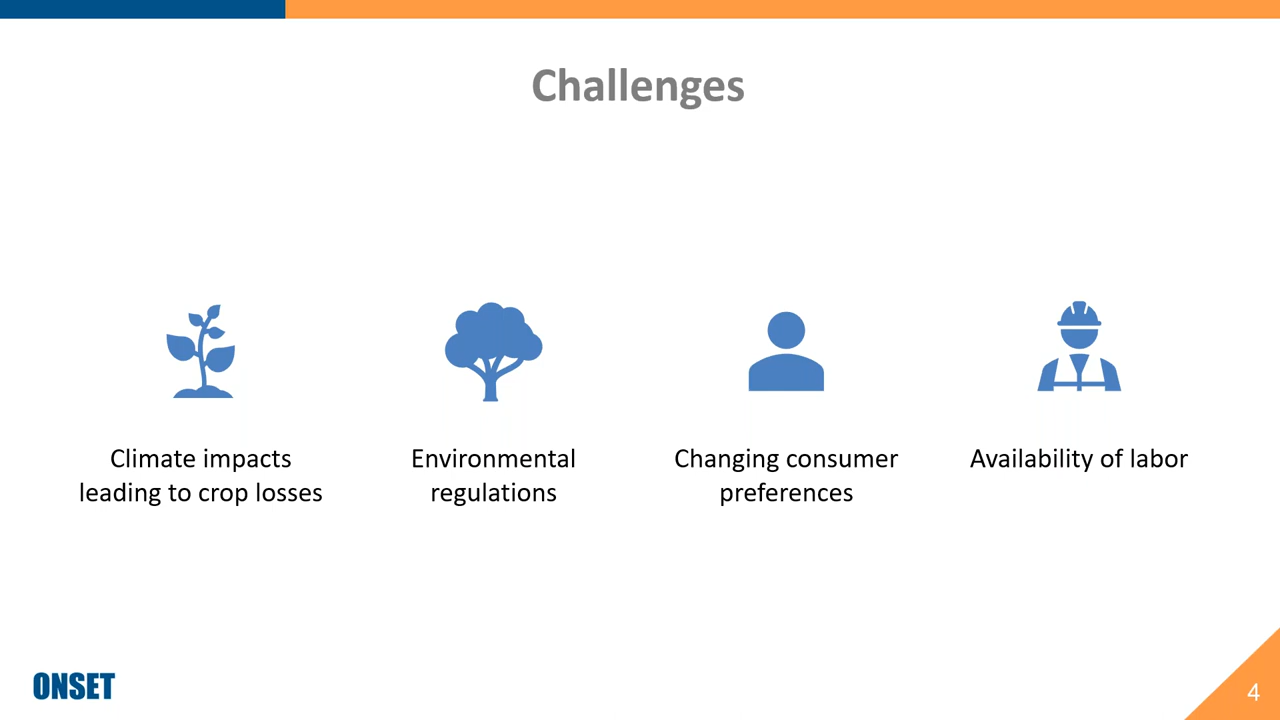 Challenges
Climate impacts
leading to crop losses
Environmental
regulations
Changing consumer
preferences
Availability of labor
ONSET
4